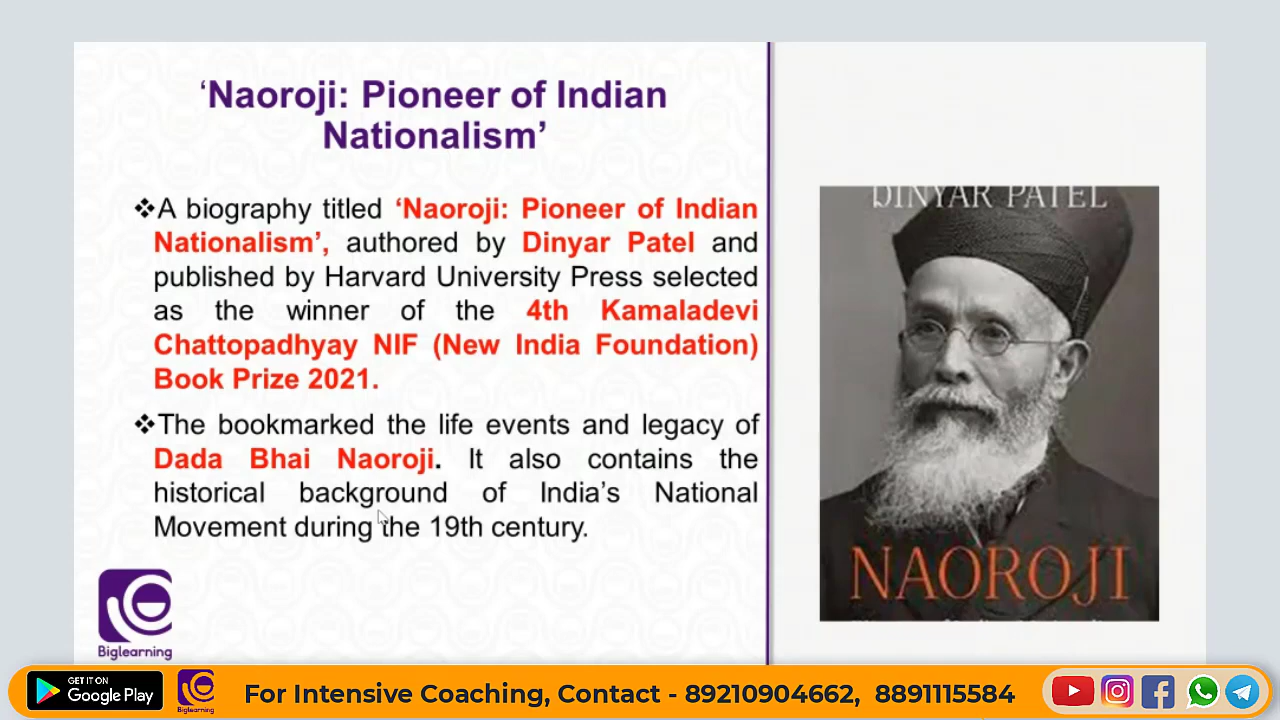 ‘Naoroji: Pioneer of Indian
Nationalism’
❖A biography titled ‘Naoroji: Pioneer of Indian
Nationalism’, authored by Dinyar Patel and
published by Harvard University Press selected
as the winner of the 4th Kamaladevi
Chattopadhyay NIF (New India Foundation)
Book Prize 2021.
❖The bookmarked the life events and legacy of
Dada Bhai Naoroji. It also contains the
historical background of India’s National
Movement during the 19th century.
DINYAR PATEL
NAOROJI
Biglearning
GET IT ON
Google Play
Biglearning
For Intensive Coaching, Contact - 89210904662, 8891115584